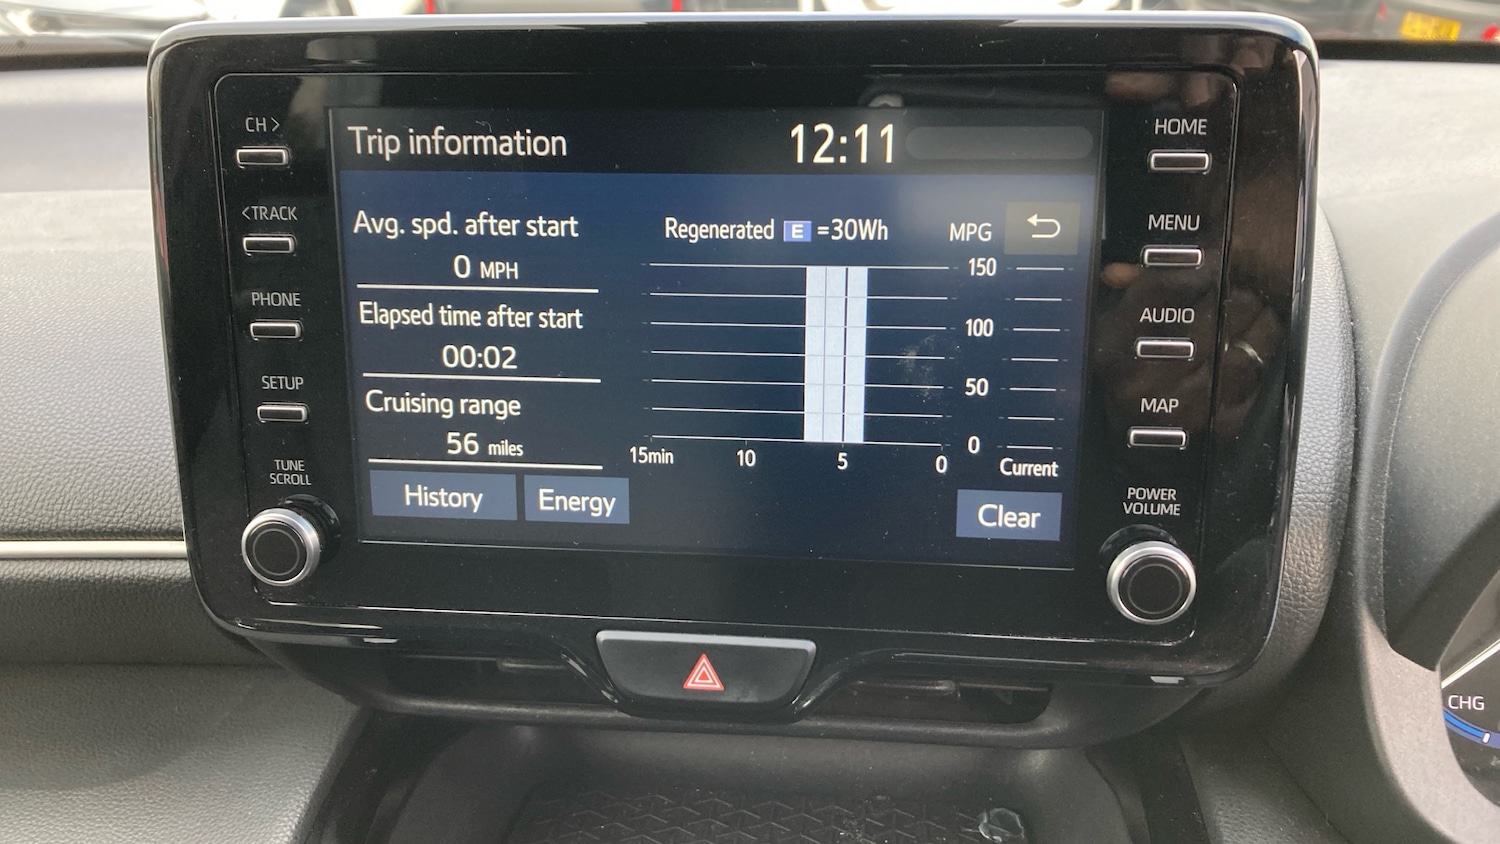 CH >
<TRACK
PHONE
SETUP
TUNE
SCROLL
Trip information
12:11
Avg. spd. after start
0 MPH
Elapsed time after start
00:02
Cruising range
56 miles
History
Energy
Regenerated E =30Wh
MPG
150
100
50
0
15min 10 5 0
Current
Clear
HOME
MENU
AUDIO
MAP
POWER
VOLUME
CHG